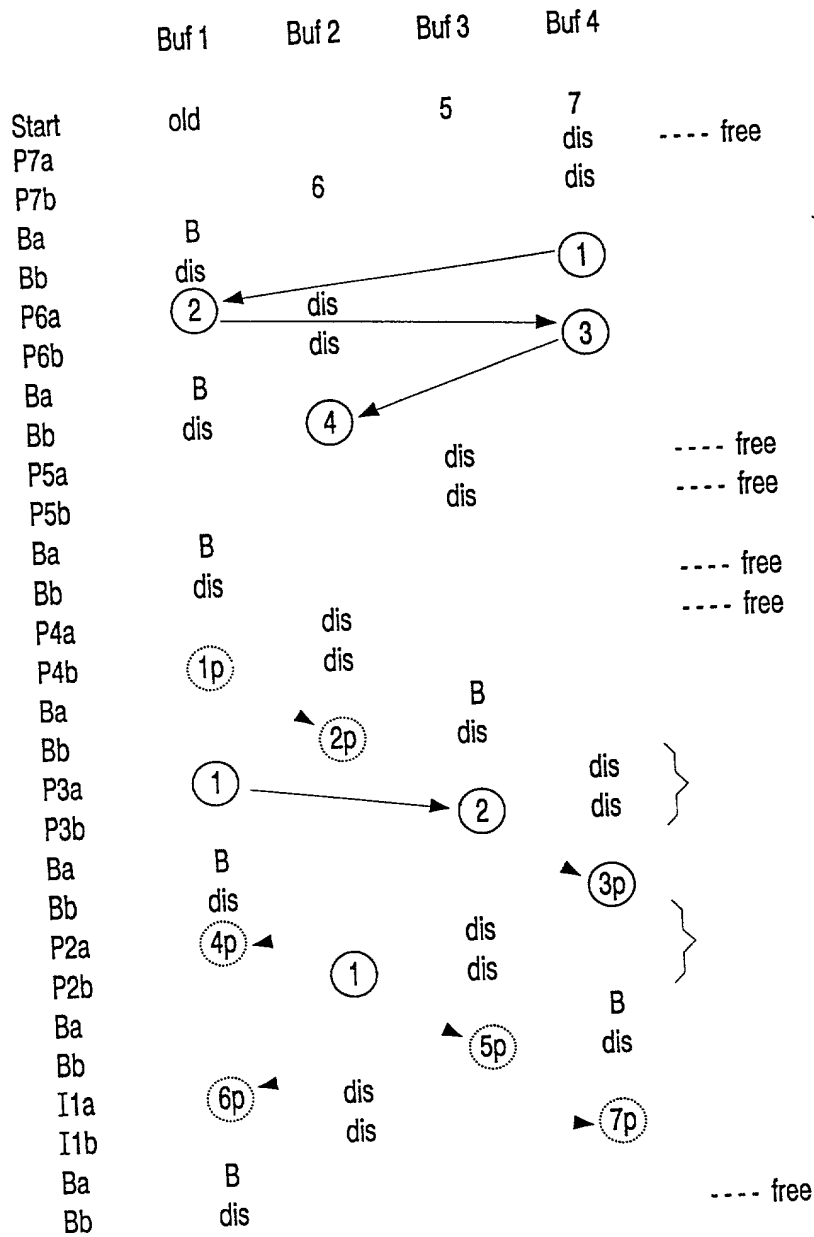 Buf 1 Buf 2 Buf 3 Buf 4
Start old 5 7
P7a dis ---- free
P7b 6 dis
Ba B
Bb dis 1
P6a 2 dis
P6b dis 3
Ba B
Bb dis 4
P5a dis ---- free
P5b dis ---- free
Ba B ---- free
Bb dis ---- free
P4a dis
P4b 1p dis
Ba B
Bb 2p dis
P3a 1 dis
P3b 2 dis
Ba B
Bb dis 3p
P2a 4p dis
P2b 1 dis
Ba B
Bb 5p dis
I1a 6p dis
I1b dis 7p
Ba B
Bb dis ---- free